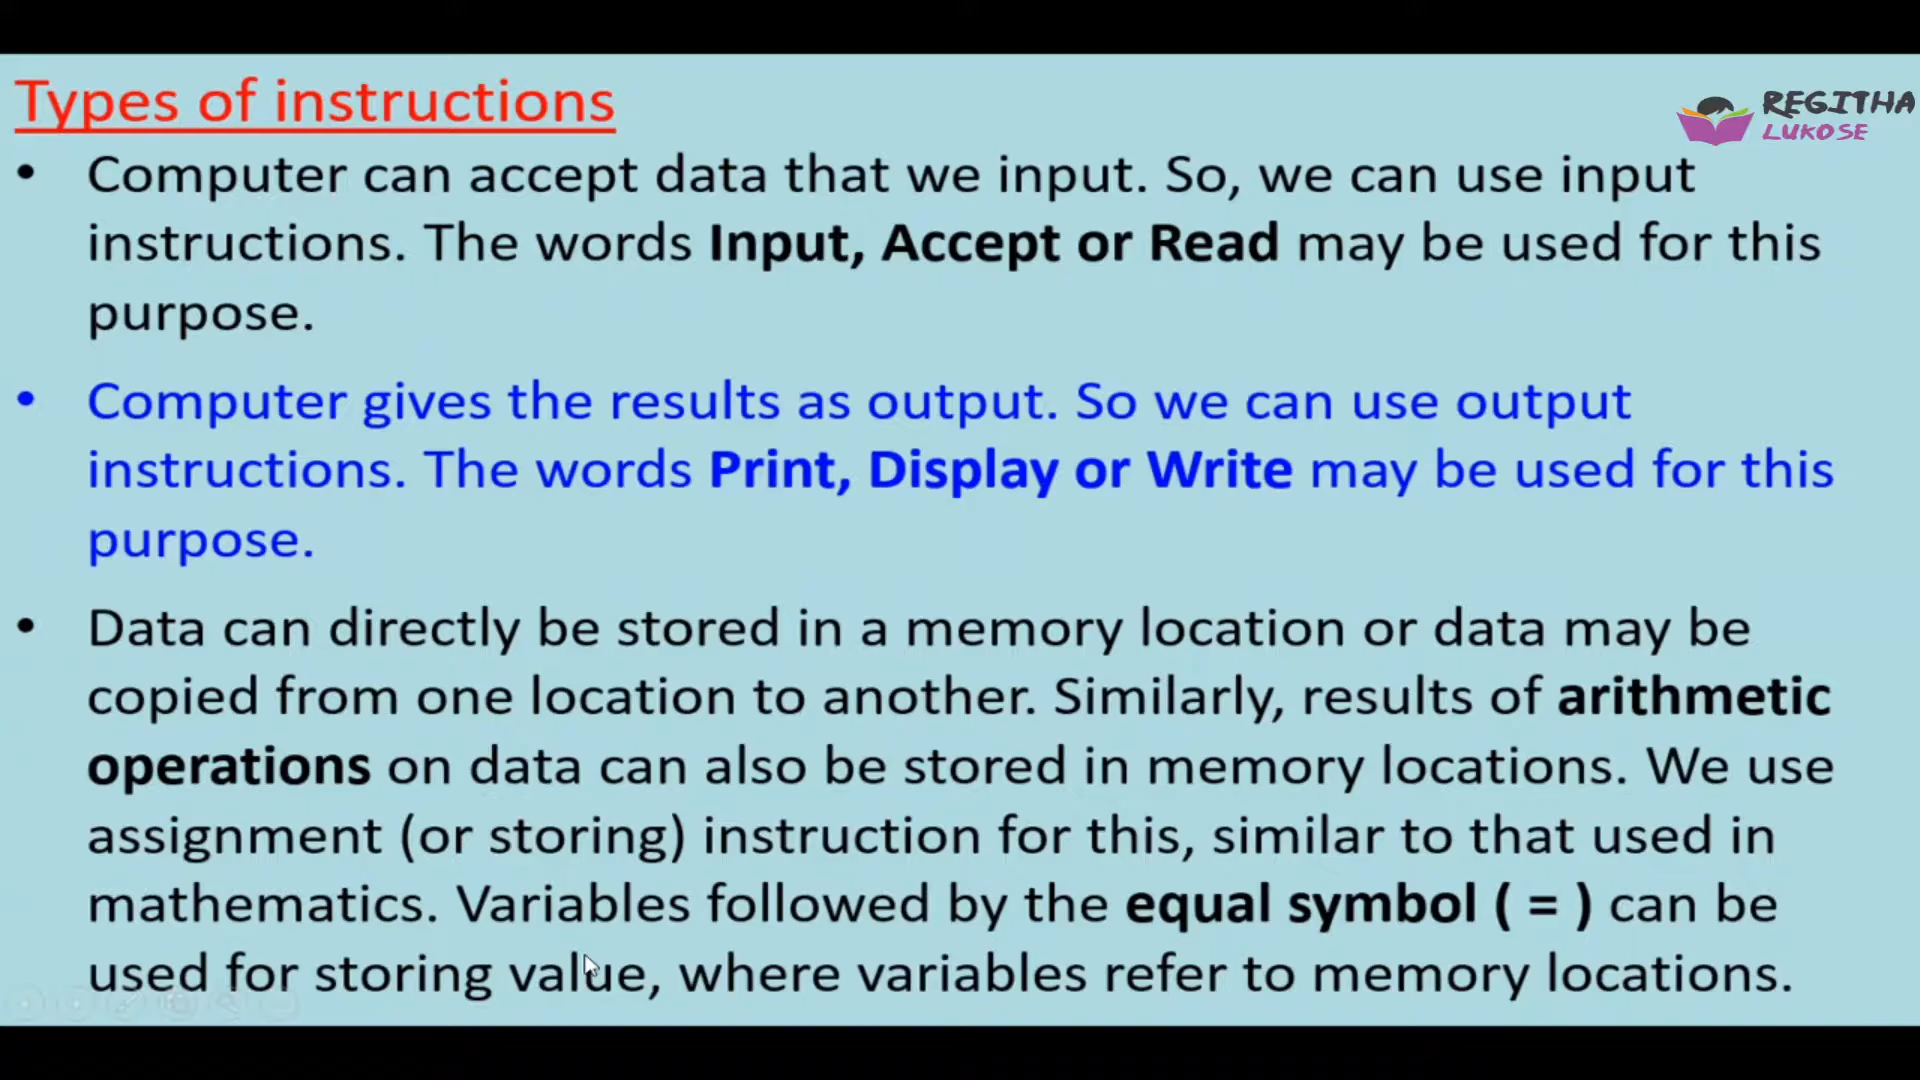 Types of instructions
REGITHA
LUKOSE
• Computer can accept data that we input. So, we can use input
instructions. The words Input, Accept or Read may be used for this
purpose.
• Computer gives the results as output. So we can use output
instructions. The words Print, Display or Write may be used for this
purpose.
• Data can directly be stored in a memory location or data may be
copied from one location to another. Similarly, results of arithmetic
operations on data can also be stored in memory locations. We use
assignment (or storing) instruction for this, similar to that used in
mathematics. Variables followed by the equal symbol ( = ) can be
used for storing value, where variables refer to memory locations.